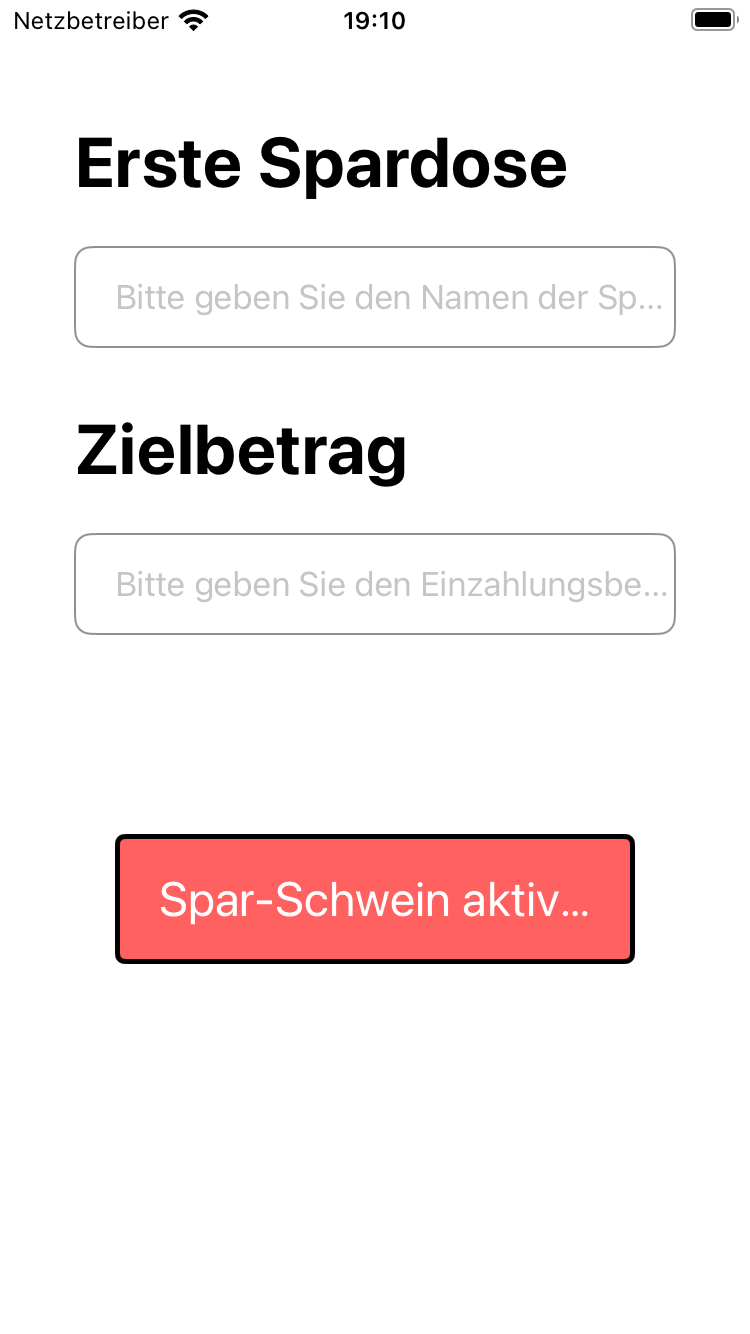 Netzbetreiber 19:10
Erste Spardose
Bitte geben Sie den Namen der Sp...
Zielbetrag
Bitte geben Sie den Einzahlungsbe...
Spar-Schwein aktiv...